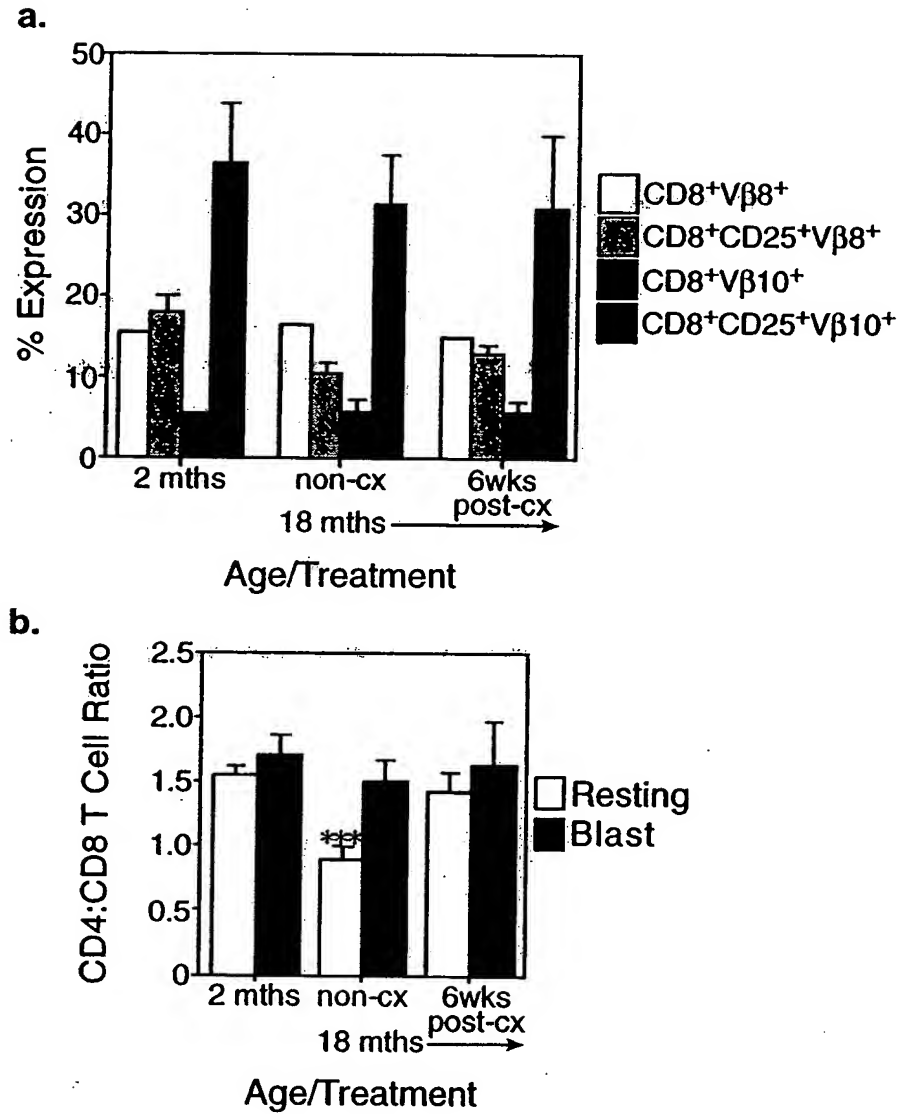 a.
50
40
30
20
10
0
% Expression
2 mths
non-cx
6wks
post-cx
18 mths
Age/Treatment
CD8⁺Vβ8⁺
CD8⁺CD25⁺Vβ8⁺
CD8⁺Vβ10⁺
CD8⁺CD25⁺Vβ10⁺
b.
2.5
2.0
1.5
1.0
0.5
0
CD4:CD8 T Cell Ratio
***
2 mths
non-cx
6wks
post-cx
18 mths
Age/Treatment
Resting
Blast